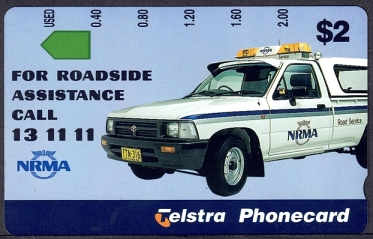 USED 0.40 0.80 1.20 1.60 2.00
$2
FOR ROADSIDE
ASSISTANCE
CALL
13 11 11
NRMA
NRMA
NRMA
Road Service
Telstra Phonecard